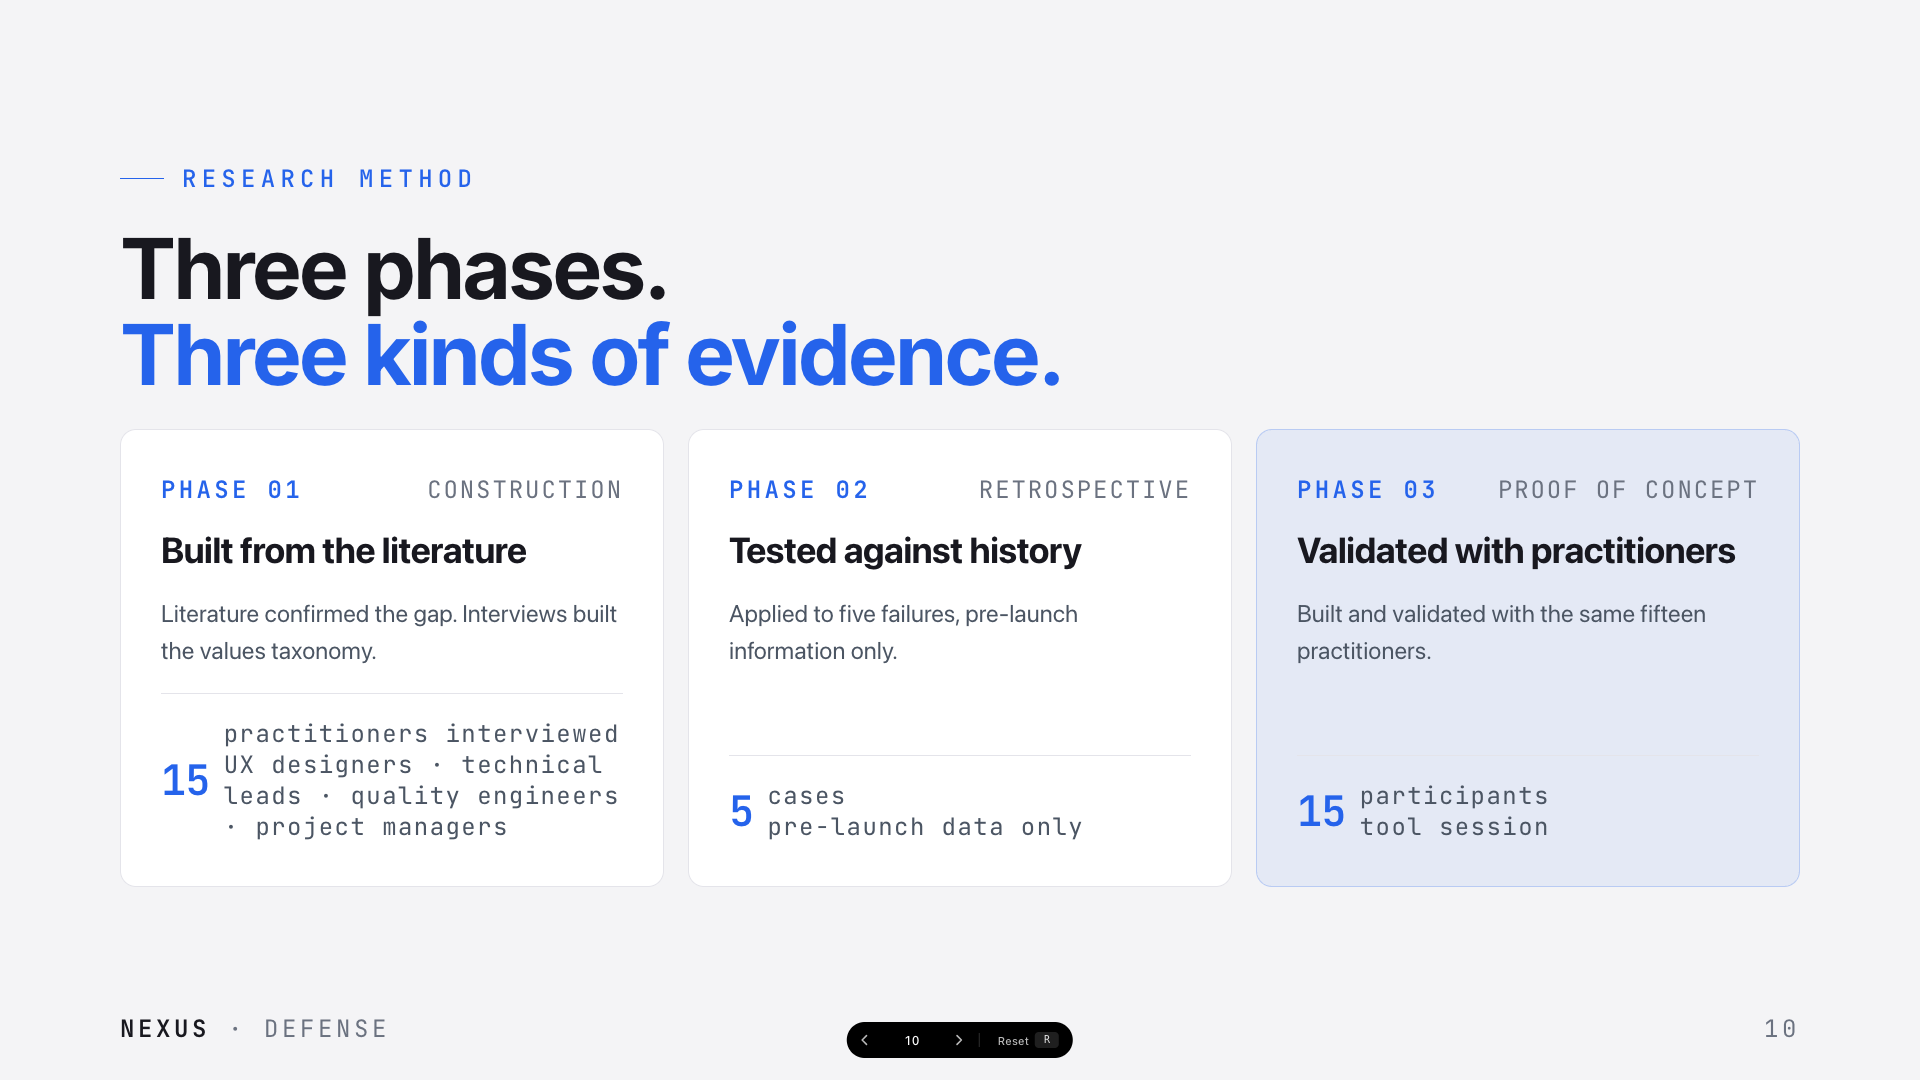 RESEARCH METHOD
Three phases.
Three kinds of evidence.
PHASE 01 CONSTRUCTION
Built from the literature
Literature confirmed the gap. Interviews built
the values taxonomy.
15 practitioners interviewed
UX designers · technical
leads · quality engineers
· project managers
PHASE 02 RETROSPECTIVE
Tested against history
Applied to five failures, pre-launch
information only.
5 cases
pre-launch data only
PHASE 03 PROOF OF CONCEPT
Validated with practitioners
Built and validated with the same fifteen
practitioners.
15 participants
tool session
NEXUS · DEFENSE
10 Reset R
10